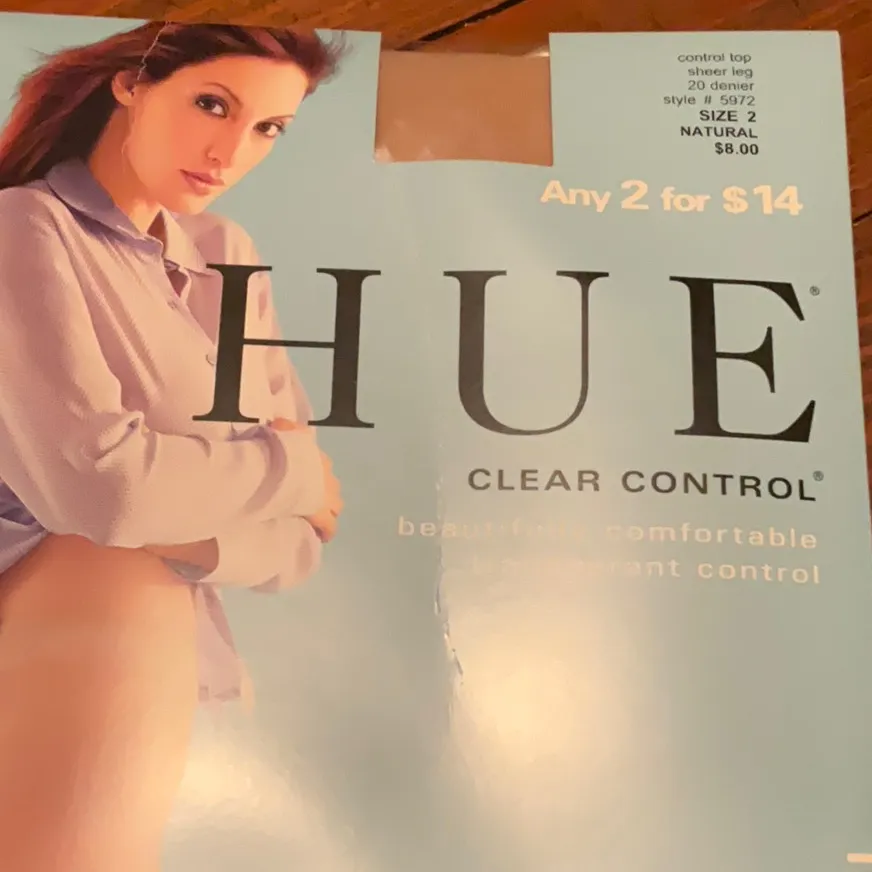 control top
sheer leg
20 denier
style # 5972
SIZE 2
NATURAL
$8.00
Any 2 for $14
HUE®
CLEAR CONTROL®
comfortable
control